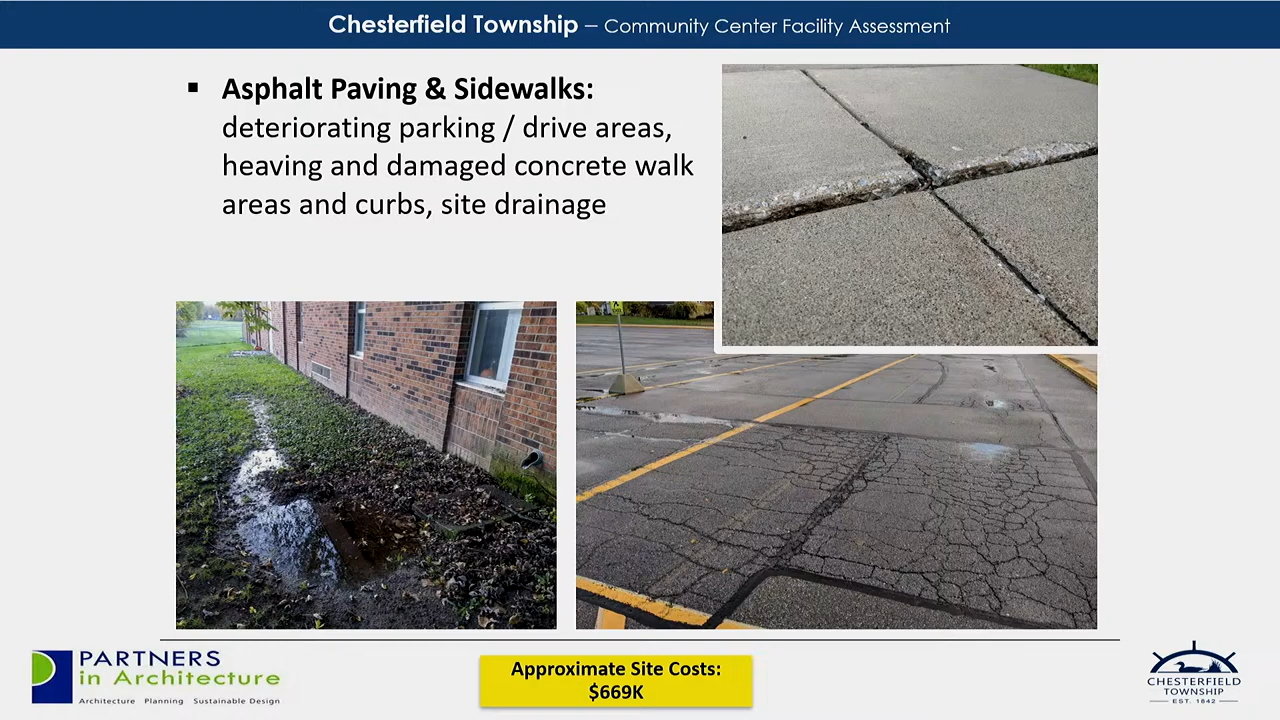 Chesterfield Township – Community Center Facility Assessment
▪ Asphalt Paving & Sidewalks:
deteriorating parking / drive areas,
heaving and damaged concrete walk
areas and curbs, site drainage
PARTNERS
in Architecture
Architecture Planning Sustainable Design
Approximate Site Costs:
$669K
CHESTERFIELD
TOWNSHIP
EST. 1842